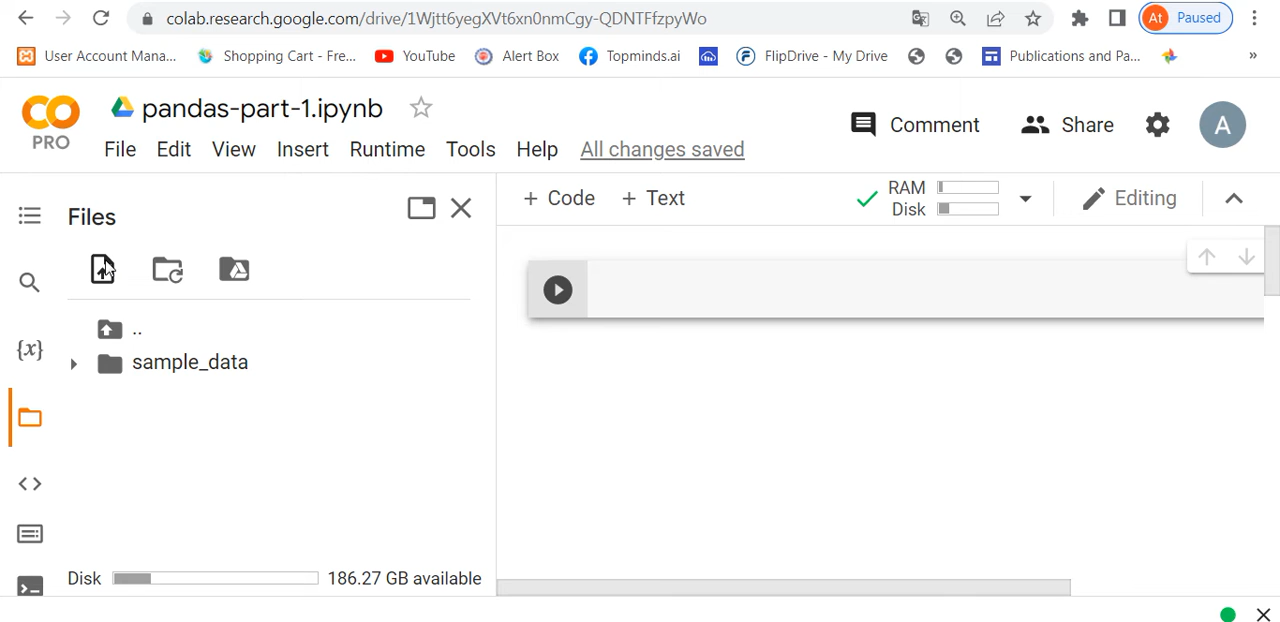 colab.research.google.com/drive/1Wjtt6yegXVt6xn0nmCgy-QDNTFfzpyWo
At Paused
User Account Mana... Shopping Cart - Fre... YouTube Alert Box Topminds.ai FlipDrive - My Drive Publications and Pa... »
CO PRO
pandas-part-1.ipynb
File Edit View Insert Runtime Tools Help All changes saved
Comment Share A
Files
+ Code + Text
RAM
Disk
Editing
..
sample_data
{x}
Disk 186.27 GB available